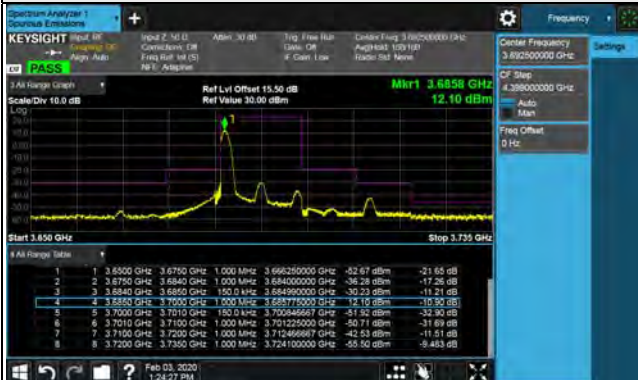 Spectrum Analyzer 1
Spurious Emissions
+
Frequency
KEYSIGHT Input: RF
Coupling: DC
Align: Auto
Input Z: 50 Ω
Corrections: Off
Freq Ref: Int (S)
NFE: Adaptive
Atten: 30 dB
Trig: Free Run
Gate: Off
IF Gain: Low
Center Freq: 3.692500000 GHz
Avg|Hold: 100/100
Radio Std: None
PASS
Center Frequency
3.692500000 GHz
Settings
CF Step
4.399000000 GHz
Auto
Man
Freq Offset
0 Hz
3 All Range Graph
Scale/Div 10.0 dB
Ref Lvl Offset 15.50 dB
Ref Value 30.00 dBm
Mkr1 3.6858 GHz
12.10 dBm
Log
1
Start 3.650 GHz
Stop 3.735 GHz
All Range Table
1 1 3.6500 GHz 3.6750 GHz 1.000 MHz 3.666250000 GHz -52.67 dBm -21.65 dB
2 2 3.6750 GHz 3.6840 GHz 1.000 MHz 3.684000000 GHz -36.28 dBm -17.26 dB
3 3 3.6840 GHz 3.6850 GHz 150.0 kHz 3.684990000 GHz -30.23 dBm -11.21 dB
4 4 3.6850 GHz 3.7000 GHz 1.000 MHz 3.685775000 GHz 12.10 dBm -10.90 dB
5 5 3.7000 GHz 3.7010 GHz 150.0 kHz 3.700846667 GHz -51.92 dBm -32.90 dB
6 6 3.7010 GHz 3.7100 GHz 1.000 MHz 3.701225000 GHz -50.71 dBm -31.69 dB
7 7 3.7100 GHz 3.7200 GHz 1.000 MHz 3.712466667 GHz -42.53 dBm -11.51 dB
8 8 3.7200 GHz 3.7350 GHz 1.000 MHz 3.724100000 GHz -55.50 dBm -9.483 dB
?
Feb 03, 2020
1:24:27 PM